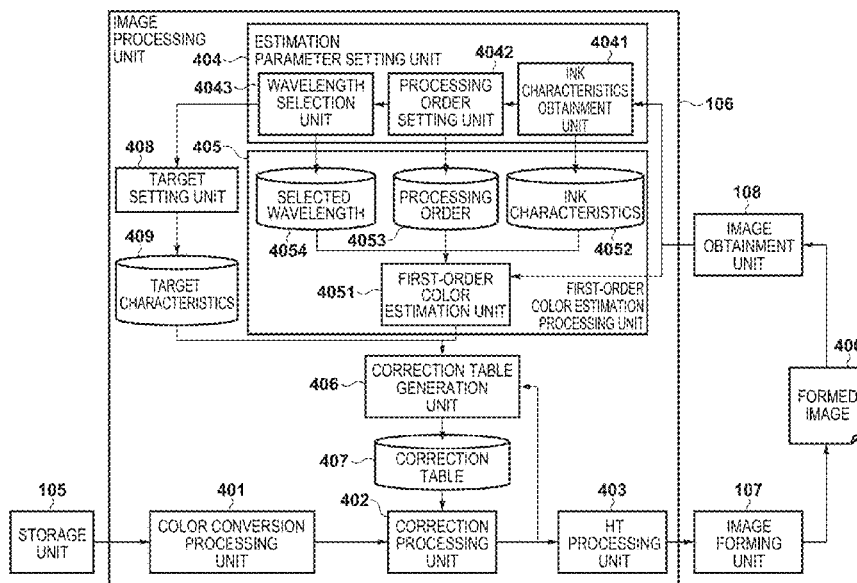 IMAGE
PROCESSING
UNIT
404
ESTIMATION
PARAMETER SETTING UNIT
4043
WAVELENGTH
SELECTION
UNIT
4042
PROCESSING
ORDER
SETTING UNIT
4041
INK
CHARACTERISTICS
OBTAINMENT
UNIT
106
408
TARGET
SETTING UNIT
405
SELECTED
WAVELENGTH
4054
PROCESSING
ORDER
4053
INK
CHARACTERISTICS
4052
108
IMAGE
OBTAINMENT
UNIT
409
TARGET
CHARACTERISTICS
4051
FIRST-ORDER
COLOR
ESTIMATION UNIT
FIRST-ORDER
COLOR ESTIMATION
PROCESSING UNIT
406
CORRECTION TABLE
GENERATION
UNIT
400
FORMED
IMAGE
407
CORRECTION
TABLE
105
STORAGE
UNIT
401
COLOR CONVERSION
PROCESSING
UNIT
402
CORRECTION
PROCESSING
UNIT
403
HT
PROCESSING
UNIT
107
IMAGE
FORMING
UNIT